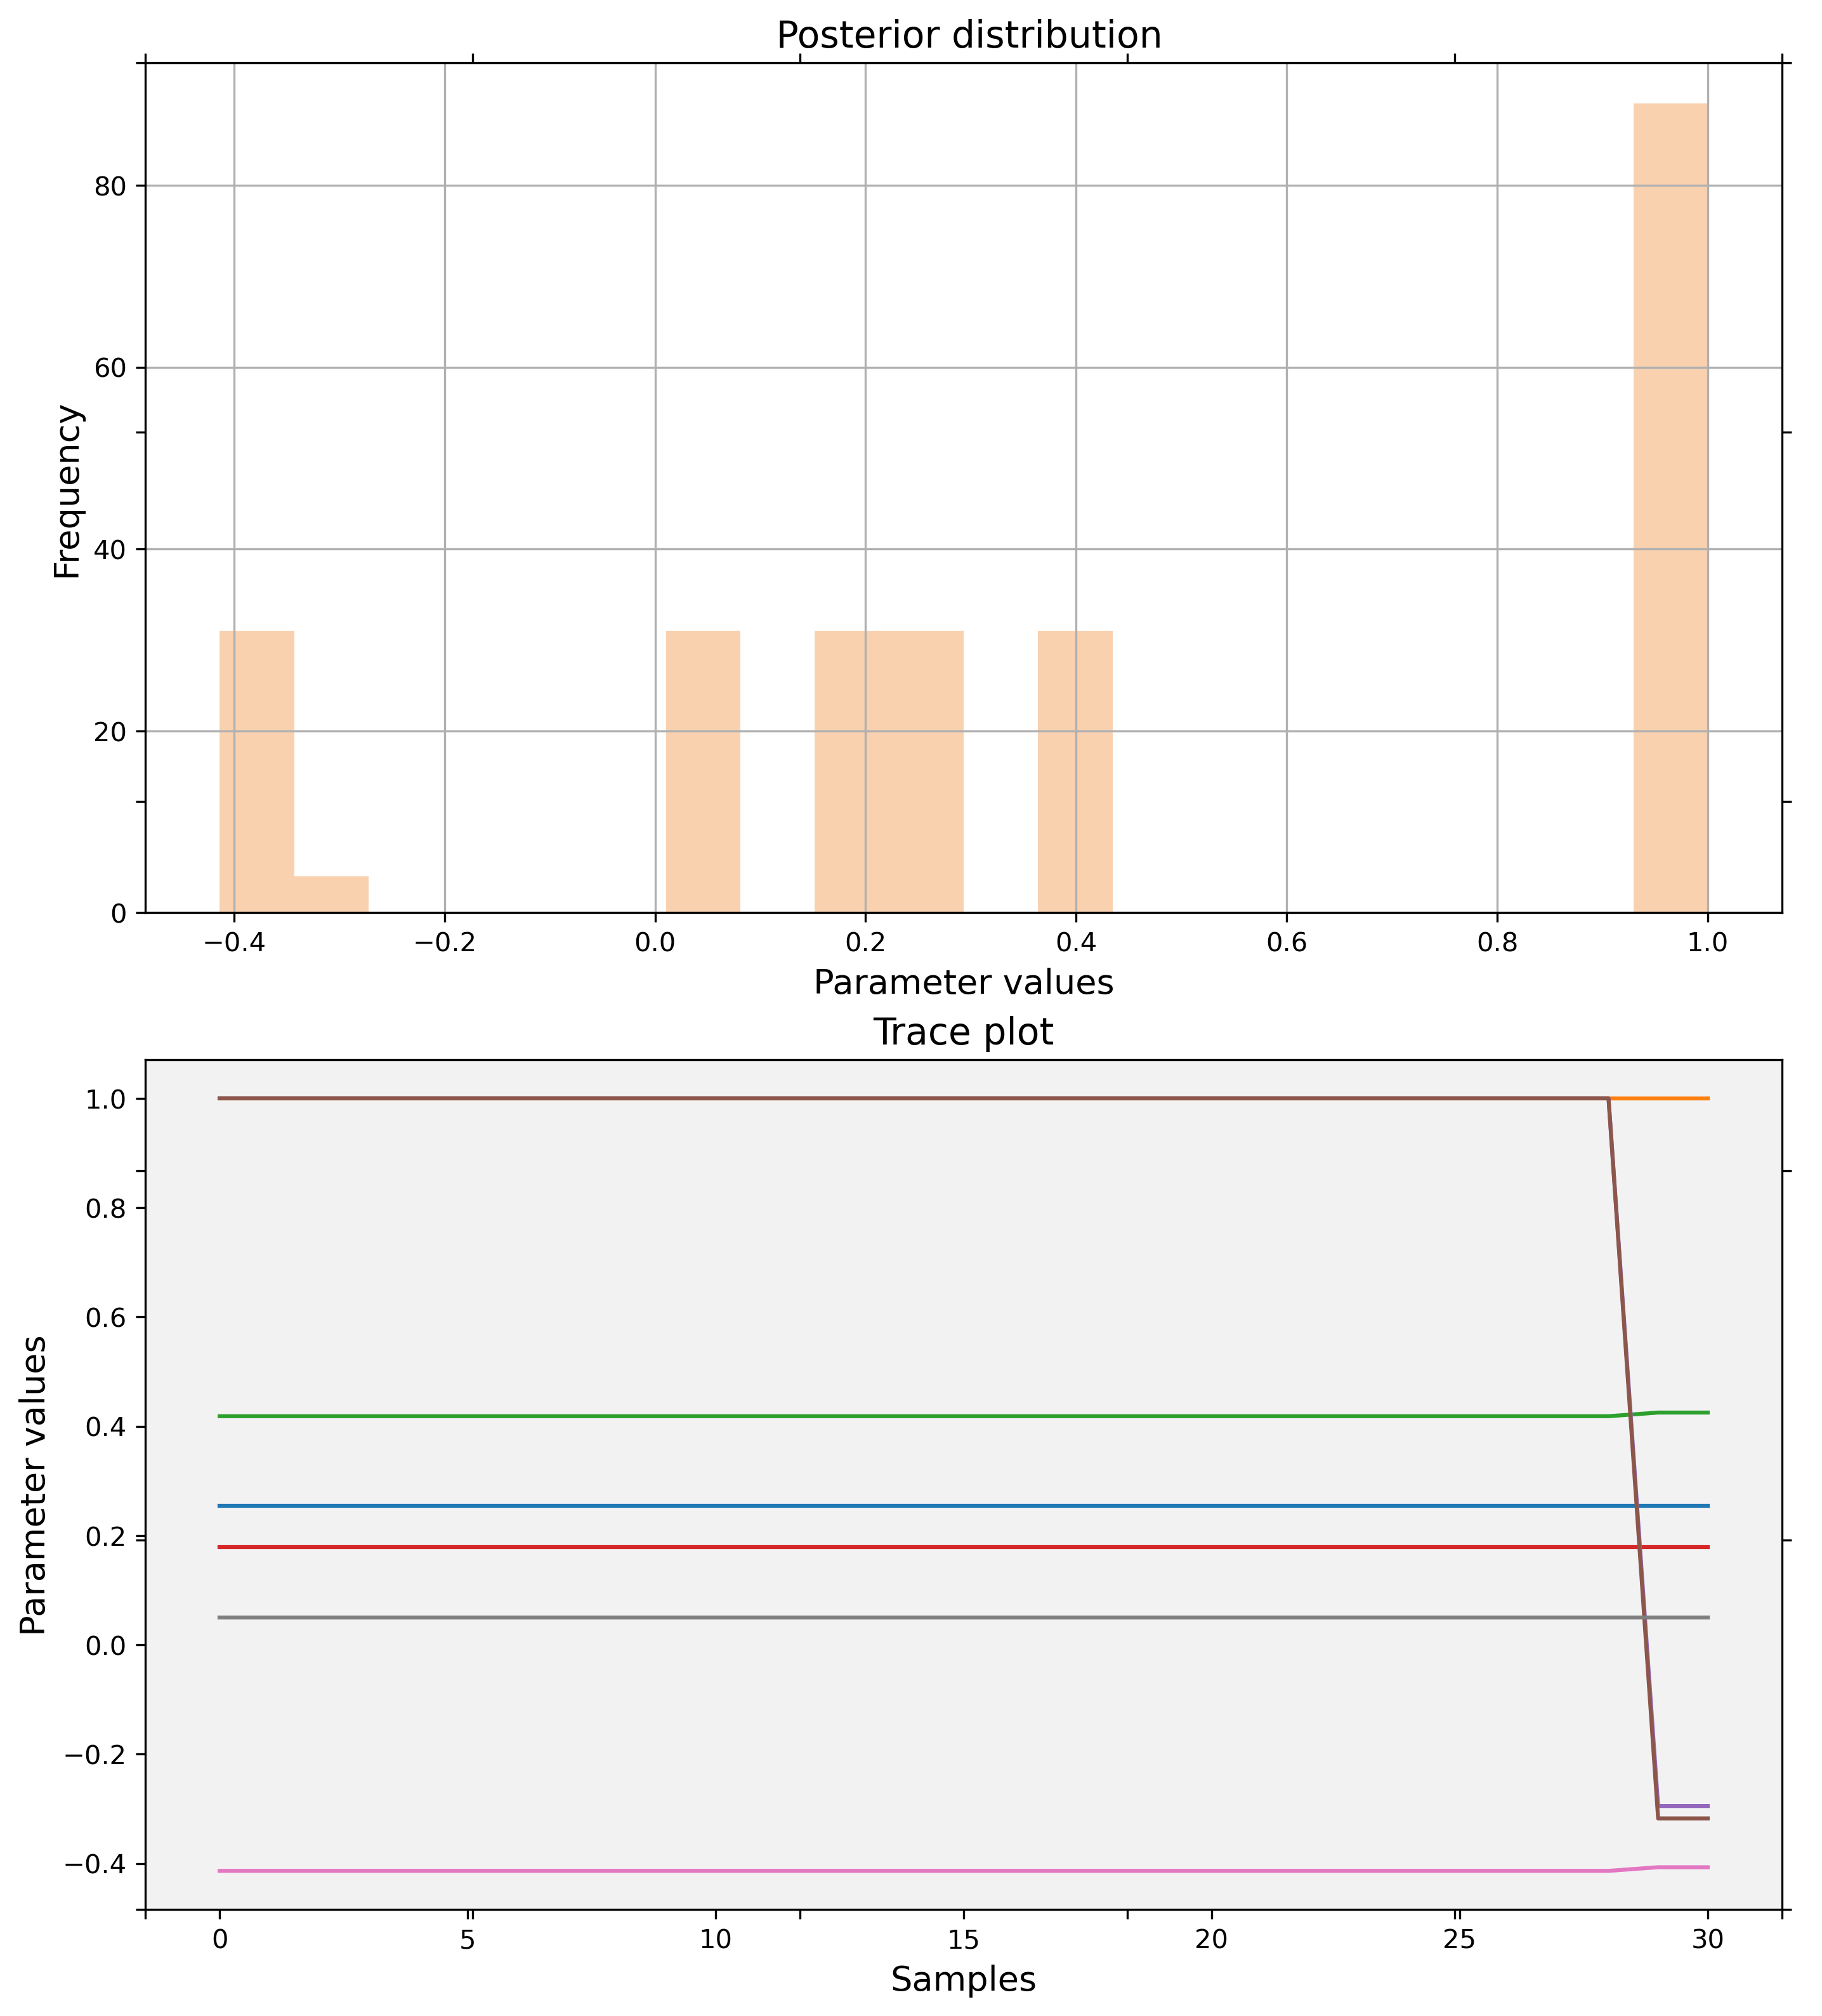 Posterior distribution
Frequency
80
60
40
20
0
−0.4 −0.2 0.0 0.2 0.4 0.6 0.8 1.0
Parameter values
Trace plot
Parameter values
1.0
0.8
0.6
0.4
0.2
0.0
−0.2
−0.4
0 5 10 15 20 25 30
Samples